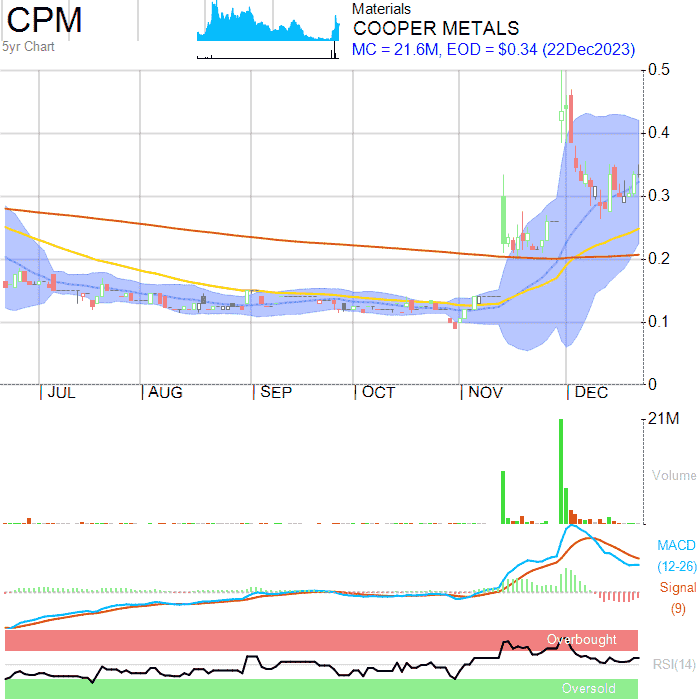 CPM
5yr Chart
Materials
COOPER METALS
MC = 21.6M, EOD = $0.34 (22Dec2023)
0.5
0.4
0.3
0.2
0.1
0
JUL AUG SEP OCT NOV DEC
21M
Volume
MACD
(12-26)
Signal
(9)
Overbought
RSI(14)
Oversold